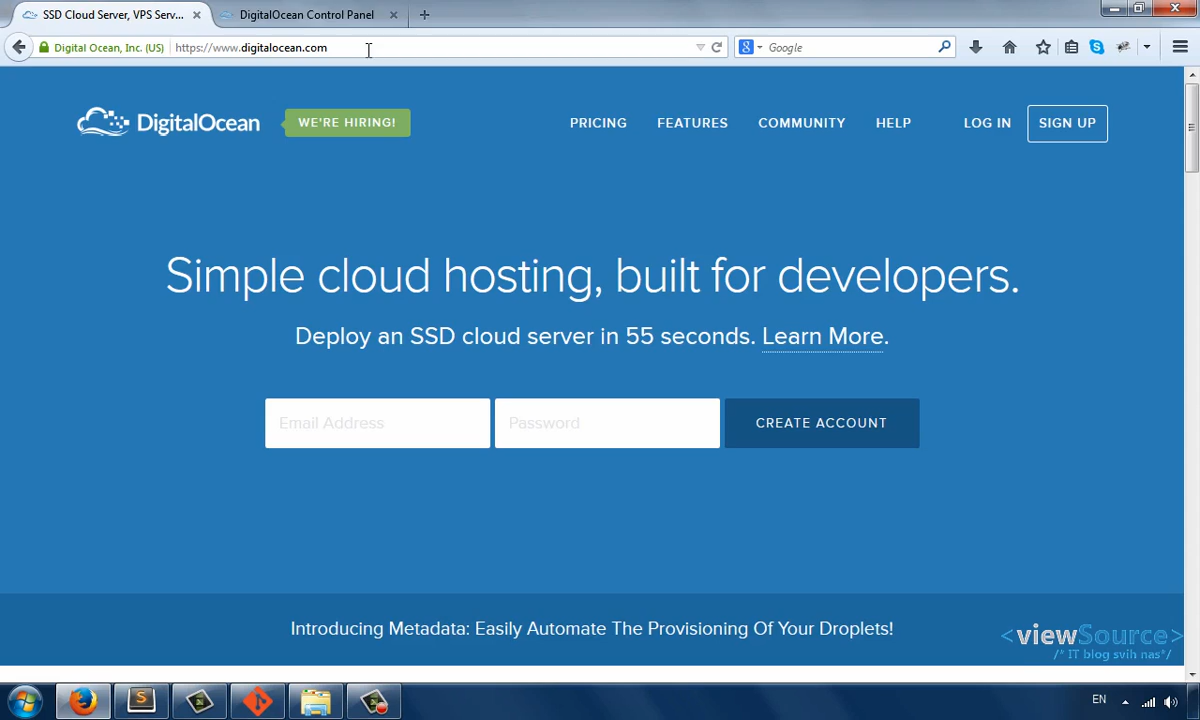 SSD Cloud Server, VPS Serv...
DigitalOcean Control Panel
Digital Ocean, Inc. (US)
https://www.digitalocean.com
Google
DigitalOcean
WE'RE HIRING!
PRICING
FEATURES
COMMUNITY
HELP
LOG IN
SIGN UP
Simple cloud hosting, built for developers.
Deploy an SSD cloud server in 55 seconds. Learn More.
Email Address
Password
CREATE ACCOUNT
Introducing Metadata: Easily Automate The Provisioning Of Your Droplets!
<viewSource>
/* IT blog svih nas*/
EN